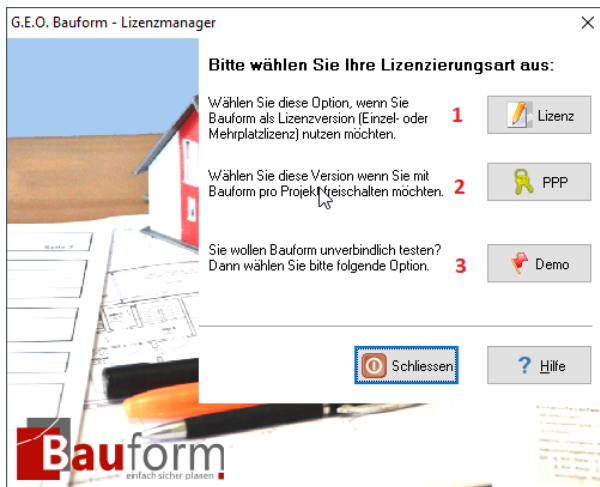 G.E.O. Bauform - Lizenzmanager
Bitte wählen Sie Ihre Lizenzierungsart aus:
Wählen Sie diese Option, wenn Sie
Bauform als Lizenzversion (Einzel- oder
Mehrplatzlizenz) nutzen möchten.
1
Lizenz
Wählen Sie diese Version wenn Sie mit
Bauform pro Projekt freischalten möchten.
2
PPP
Sie wollen Bauform unverbindlich testen?
Dann wählen Sie bitte folgende Option.
3
Demo
Schliessen
? Hilfe
Seite 7
Bauform
einfach sicher planen